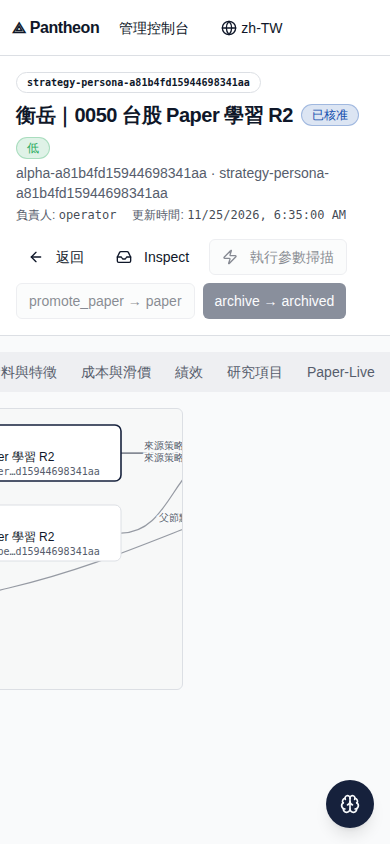 Pantheon 管理控制台 zh-TW
strategy-persona-a81b4fd15944698341aa
衡岳｜0050 台股 Paper 學習 R2 已核准
低
alpha-a81b4fd15944698341aa · strategy-persona-
a81b4fd15944698341aa
負責人: operator 更新時間: 11/25/2026, 6:35:00 AM
返回 Inspect 執行參數掃描
promote_paper → paper archive → archived
料與特徵 成本與滑價 績效 研究項目 Paper-Live
er 學習 R2
er…d15944698341aa
來源策略
來源策略
er 學習 R2
pe…d15944698341aa
父節